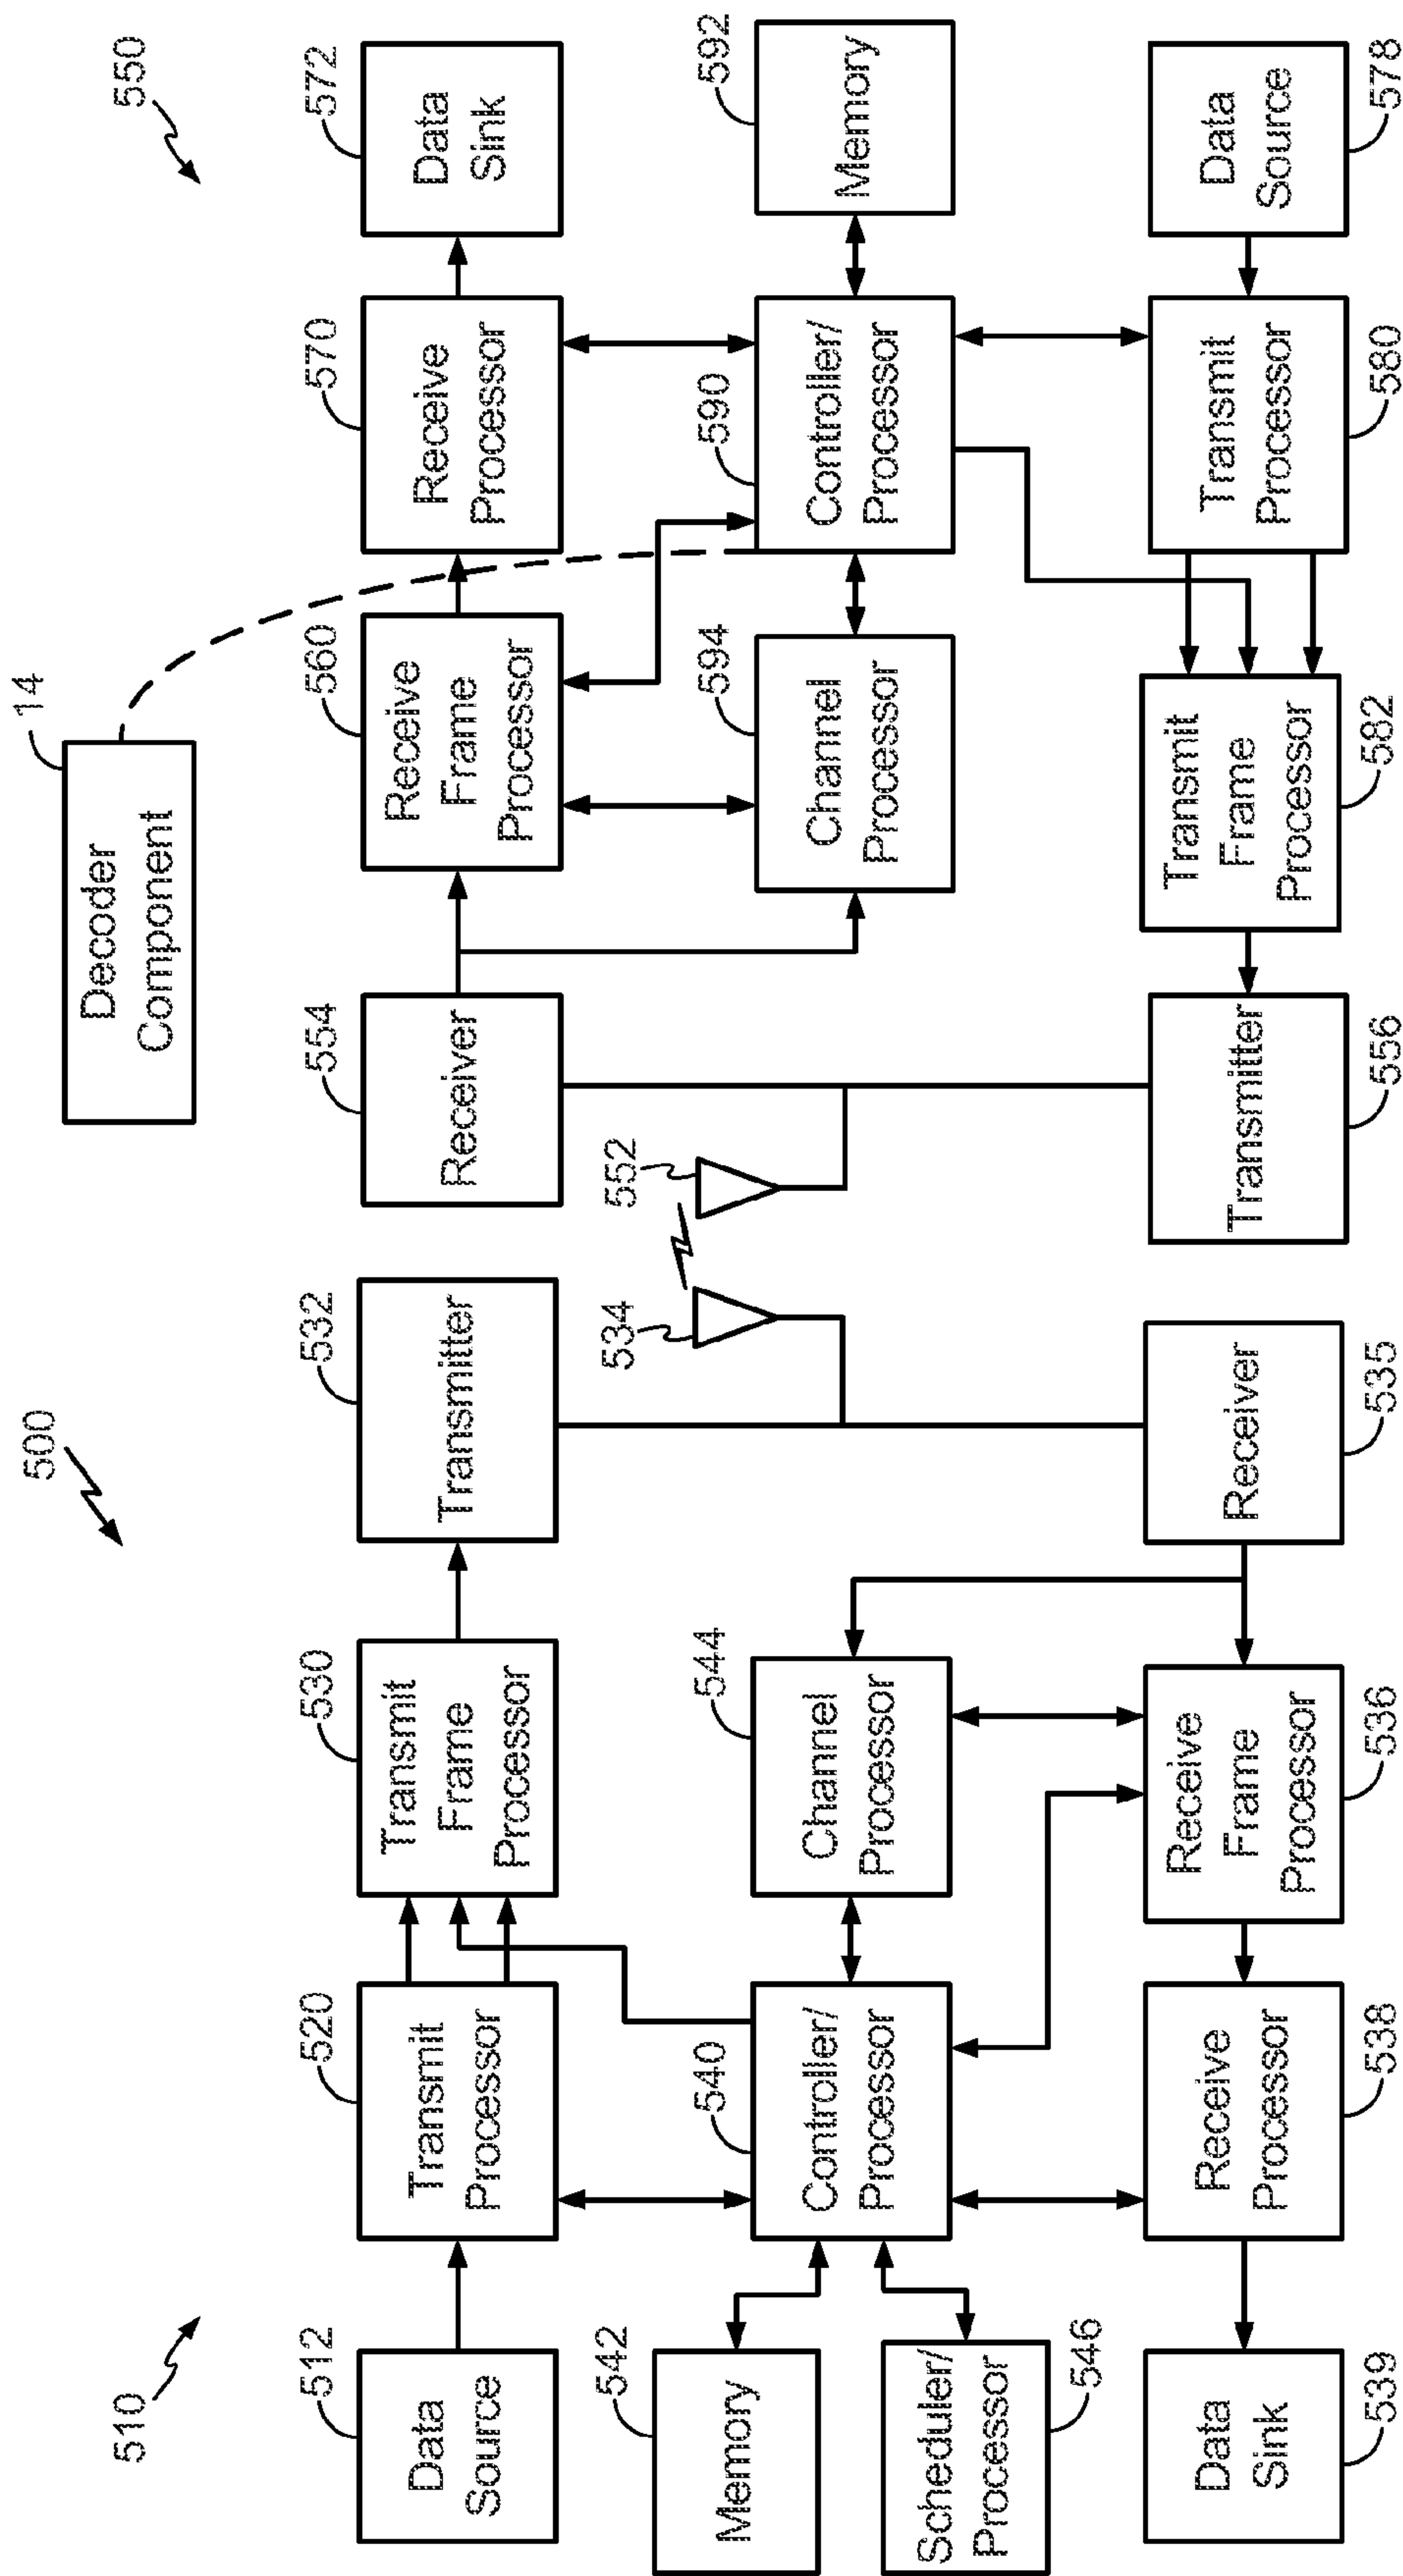 500
510
550
Decoder
Component
14
512
Data
Source
520
Transmit
Processor
530
Transmit
Frame
Processor
532
Transmitter
554
Receiver
560
Receive
Frame
Processor
570
Receive
Processor
572
Data
Sink
534
552
542
Memory
540
Controller/
Processor
544
Channel
Processor
594
Channel
Processor
590
Controller/
Processor
592
Memory
Scheduler/
Processor
546
Data
Sink
539
Receive
Processor
538
Receive
Frame
Processor
536
Receiver
535
Transmitter
556
Transmit
Frame
Processor
582
Transmit
Processor
580
Data
Source
578